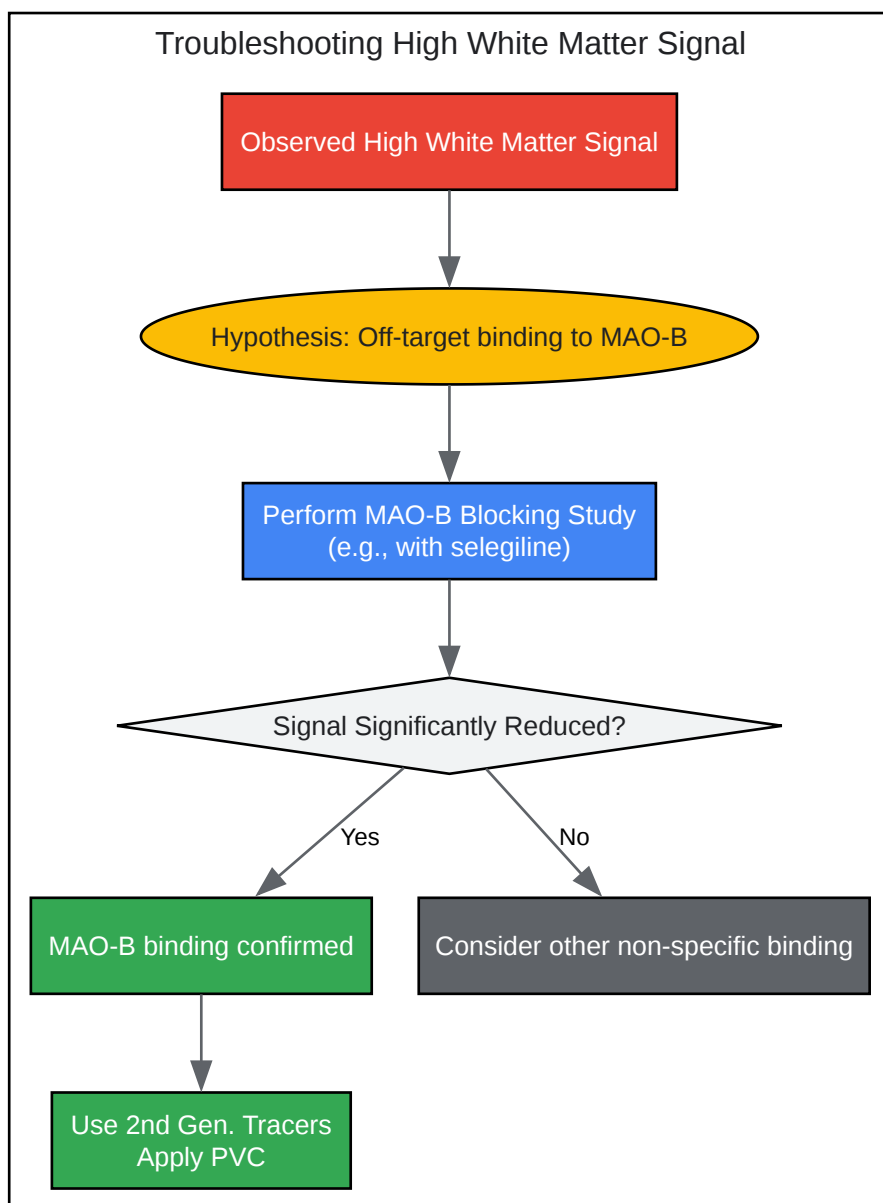 Troubleshooting High White Matter Signal
Observed High White Matter Signal
Hypothesis: Off-target binding to MAO-B
Perform MAO-B Blocking Study
(e.g., with selegiline)
Signal Significantly Reduced?
Yes
No
MAO-B binding confirmed
Consider other non-specific binding
Use 2nd Gen. Tracers
Apply PVC